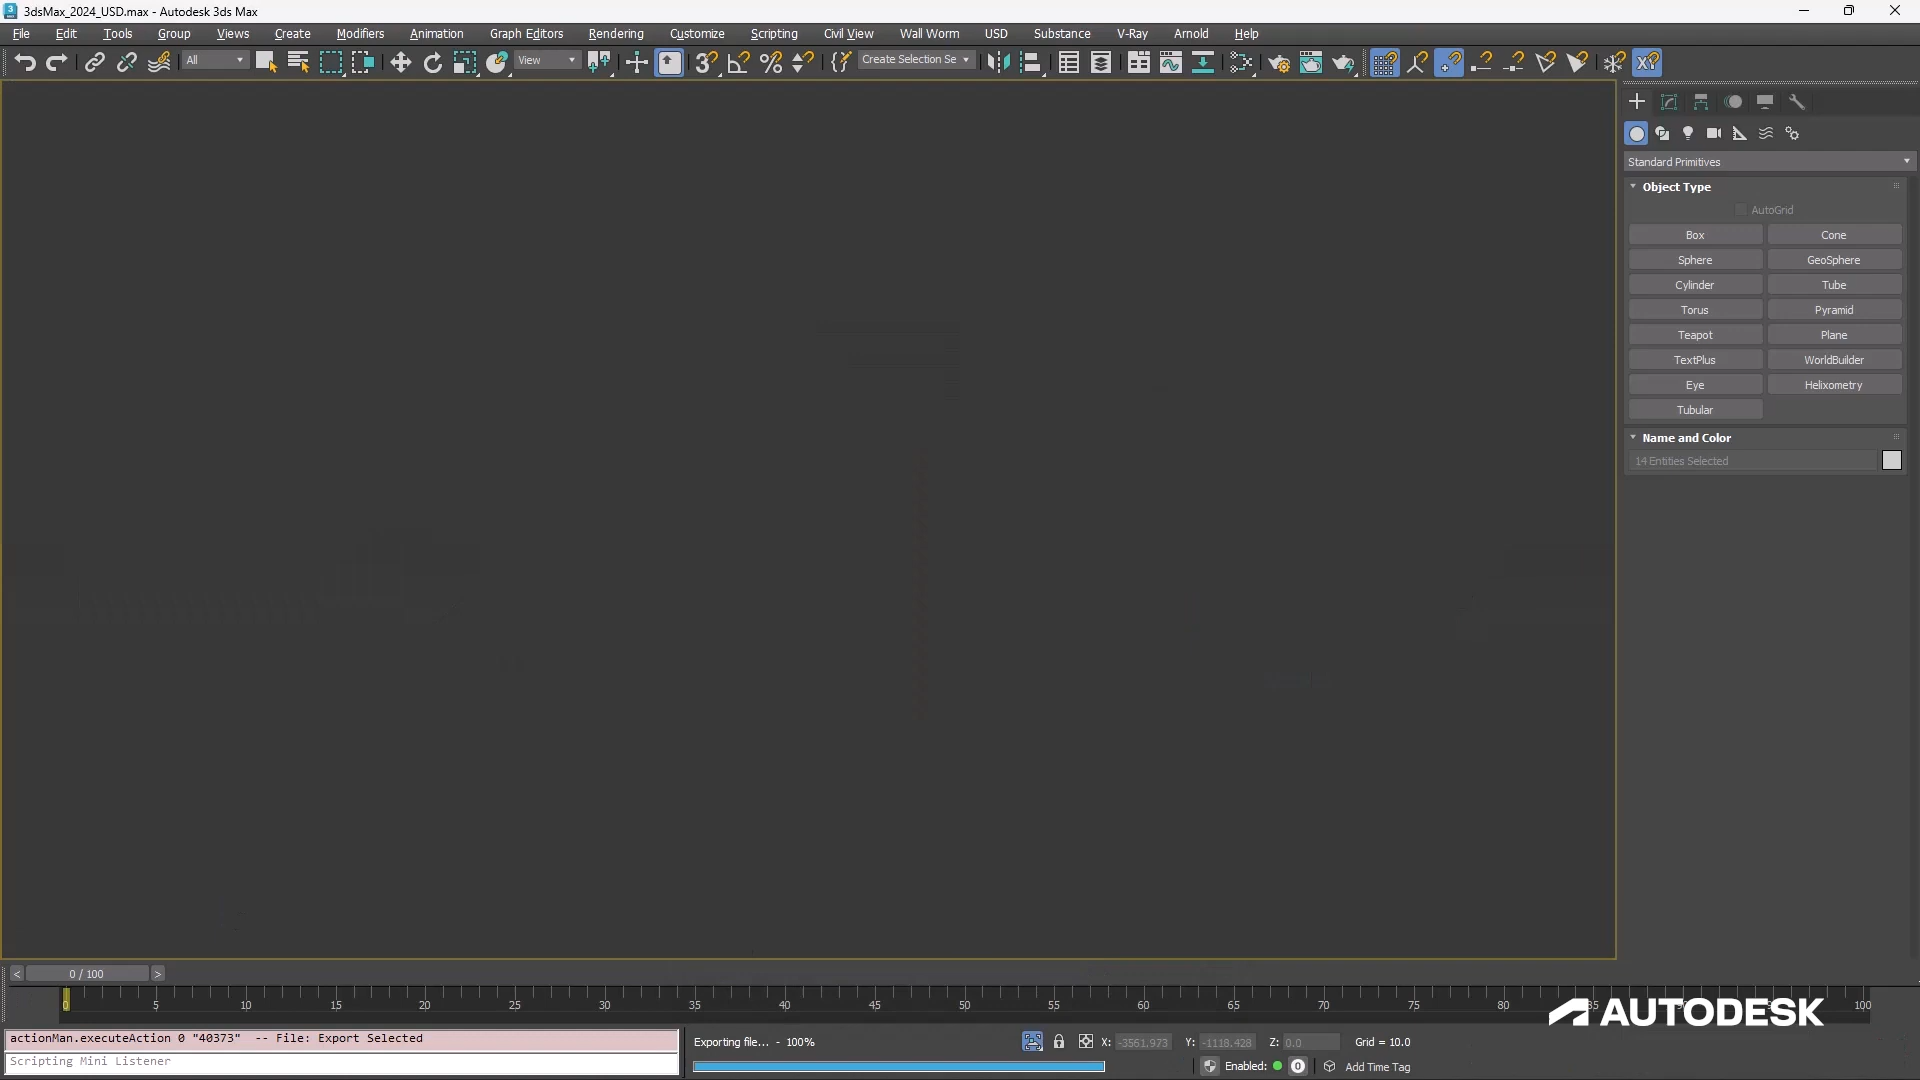 3dsMax_2024_USD.max - Autodesk 3ds Max
File Edit Tools Group Views Create Modifiers Animation Graph Editors Rendering Customize Scripting Civil View Wall Worm USD Substance V-Ray Arnold Help
All View Create Selection Se
Standard Primitives
Object Type
AutoGrid
Box Cone
Sphere GeoSphere
Cylinder Tube
Torus Pyramid
Teapot Plane
TextPlus WorldBuilder
Eye Helixometry
Tubular
Name and Color
14 Entities Selected
< 0 / 100 >
0 5 10 15 20 25 30 35 40 45 50 55 60 65 70 75 80 85 100
AUTODESK
actionMan.executeAction 0 "40373" -- File: Export Selected
Exporting file... - 100% X: -3561.973 Y: -1118.428 Z: 0.0 Grid = 10.0
Scripting Mini Listener
Enabled: 0 Add Time Tag